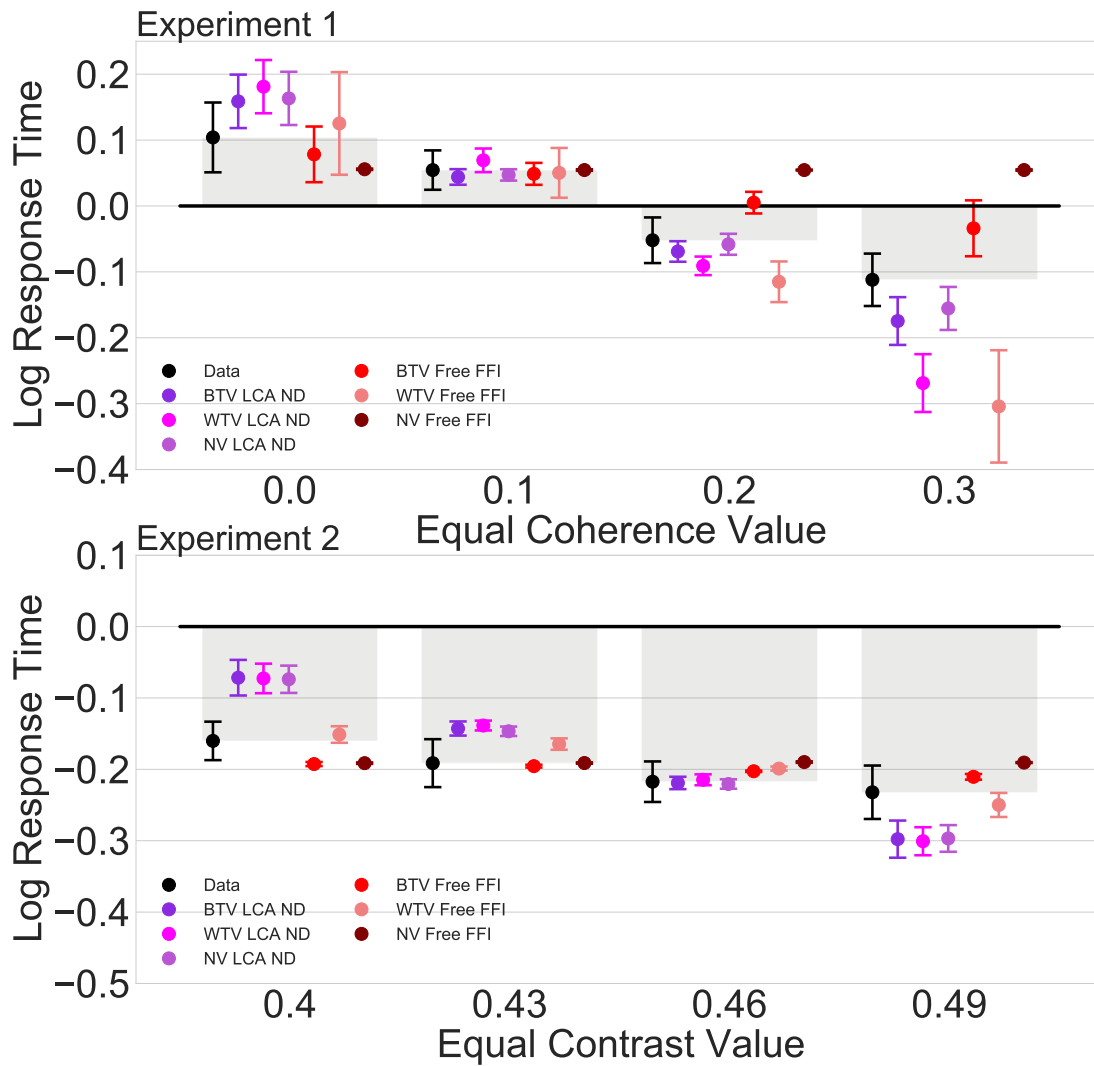 Experiment 1
Log Response Time
0.2
0.1
0.0
−0.1
−0.2
−0.3
−0.4
Data
BTV LCA ND
WTV LCA ND
NV LCA ND
BTV Free FFI
WTV Free FFI
NV Free FFI
0.0 0.1 0.2 0.3
Equal Coherence Value
Experiment 2
Log Response Time
0.1
0.0
−0.1
−0.2
−0.3
−0.4
−0.5
Data
BTV LCA ND
WTV LCA ND
NV LCA ND
BTV Free FFI
WTV Free FFI
NV Free FFI
0.4 0.43 0.46 0.49
Equal Contrast Value